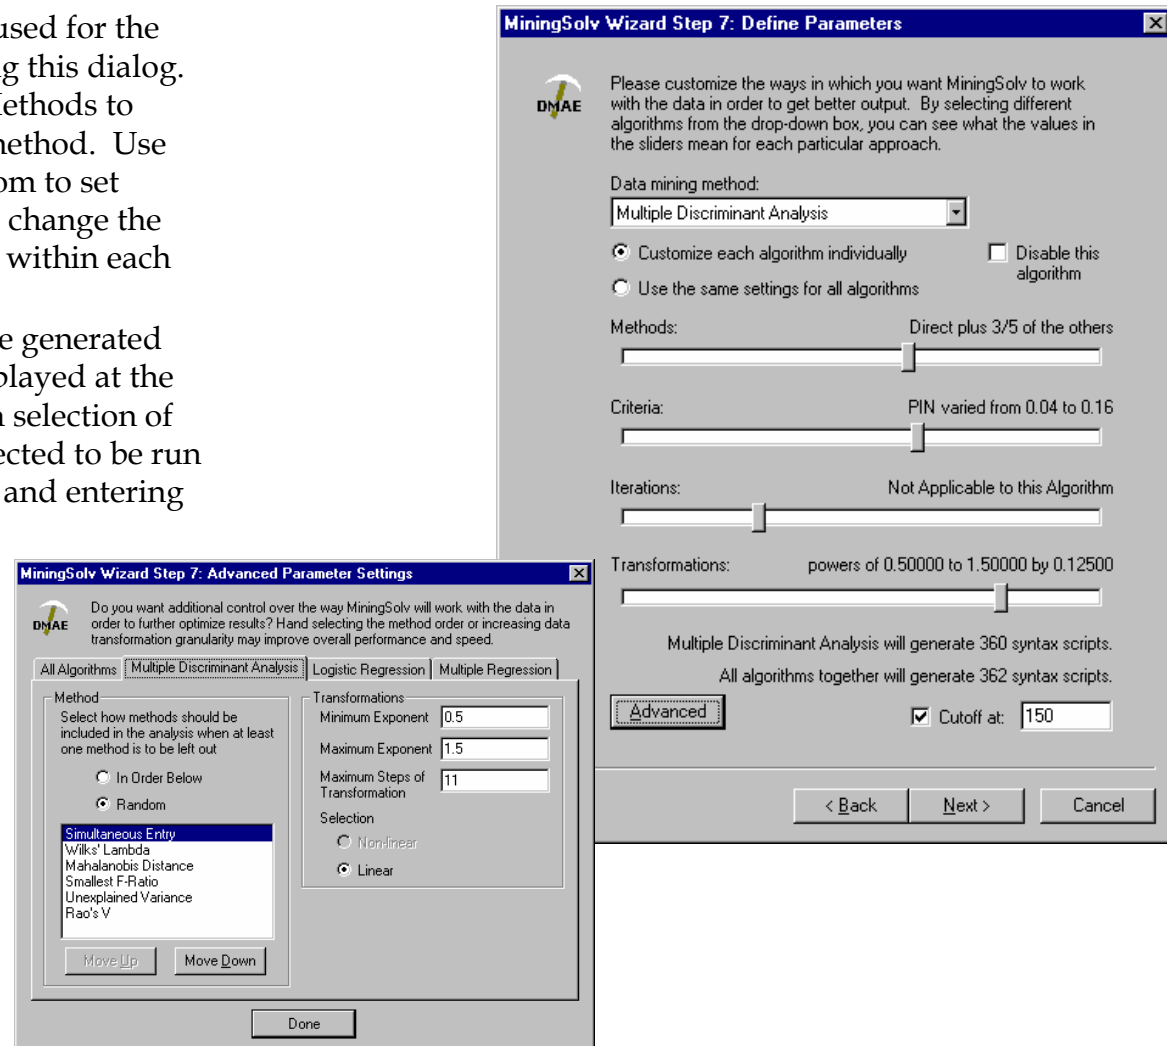 used for the
g this dialog.
Methods to
method.  Use
om to set
change the
within each
e generated
played at the
n selection of
ected to be run
and entering
MiningSolv Wizard Step 7: Define Parameters
DMAE
Please customize the ways in which you want MiningSolv to work
with the data in order to get better output.  By selecting different
algorithms from the drop-down box, you can see what the values in
the sliders mean for each particular approach.
Data mining method:
Multiple Discriminant Analysis
Customize each algorithm individually
Disable this
algorithm
Use the same settings for all algorithms
Methods:
Direct plus 3/5 of the others
Criteria:
PIN varied from 0.04 to 0.16
Iterations:
Not Applicable to this Algorithm
Transformations:
powers of 0.50000 to 1.50000 by 0.12500
Multiple Discriminant Analysis will generate 360 syntax scripts.
All algorithms together will generate 362 syntax scripts.
Advanced
Cutoff at:
150
< Back
Next >
Cancel
MiningSolv Wizard Step 7: Advanced Parameter Settings
DMAE
Do you want additional control over the way MiningSolv will work with the data in
order to further optimize results? Hand selecting the method order or increasing data
transformation granularity may improve overall performance and speed.
All Algorithms
Multiple Discriminant Analysis
Logistic Regression
Multiple Regression
Method
Select how methods should be
included in the analysis when at least
one method is to be left out
In Order Below
Random
Simultaneous Entry
Wilks' Lambda
Mahalanobis Distance
Smallest F-Ratio
Unexplained Variance
Rao's V
Move Up
Move Down
Transformations
Minimum Exponent
0.5
Maximum Exponent
1.5
Maximum Steps of
Transformation
11
Selection
Non-linear
Linear
Done